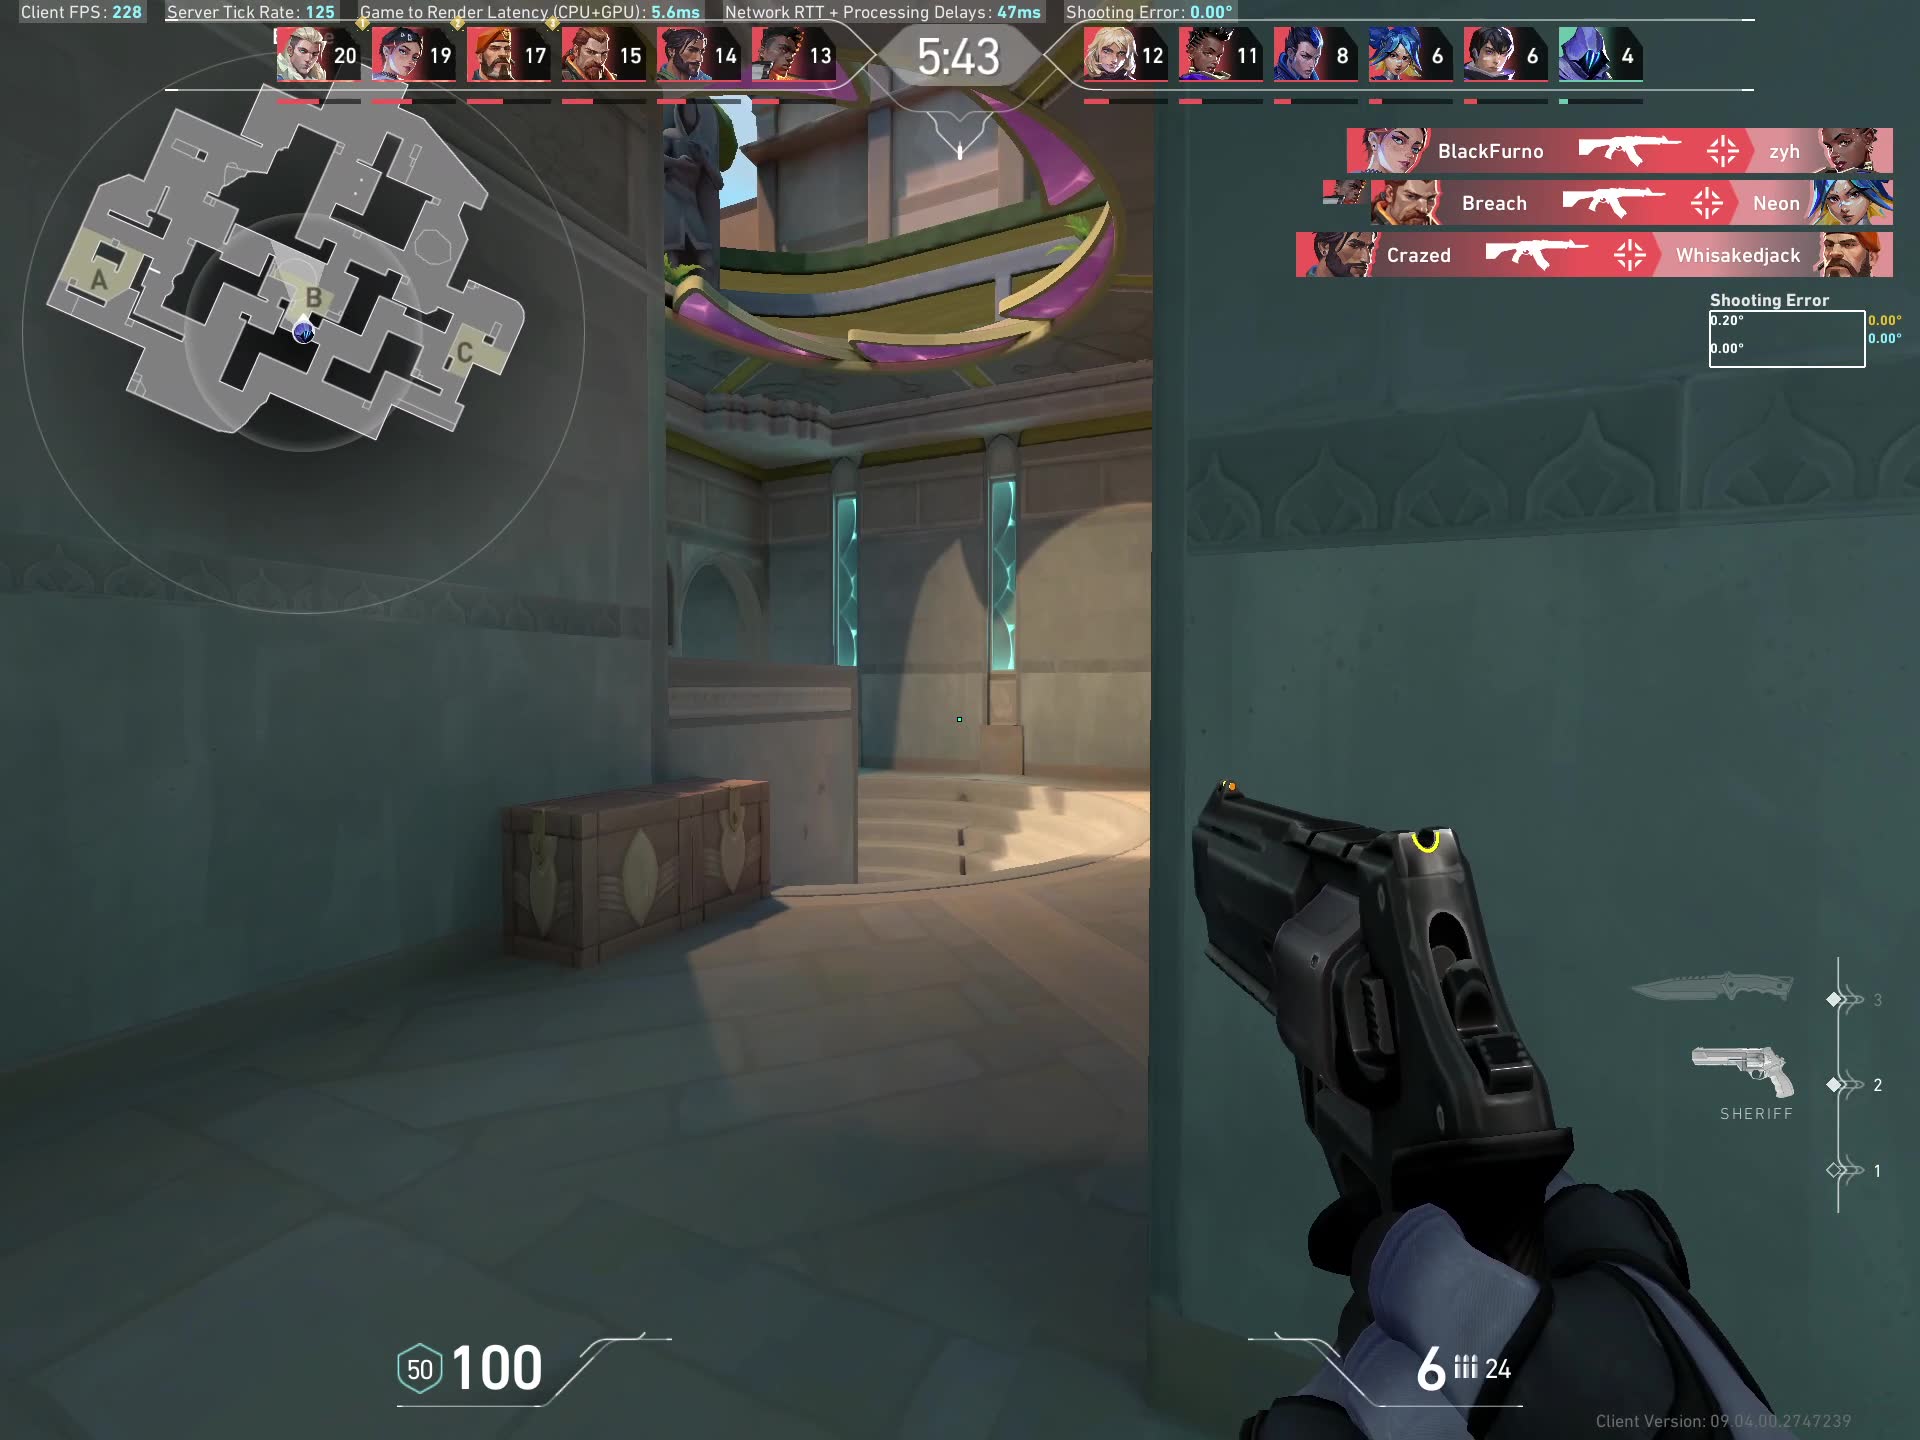 Client FPS: 228 Server Tick Rate: 125 Game to Render Latency (CPU+GPU): 5.6ms Network RTT + Processing Delays: 47ms Shooting Error: 0.00°
20 19 17 15 14 13 5:43 12 11 8 6 6 4
BlackFurno zyh
Breach Neon
Crazed Whisakedjack
A
B
C
Shooting Error
0.20° 0.00°
0.00° 0.00°
3
2
SHERIFF
1
50 100
6 24
Client Version: 09.04.00.2747239